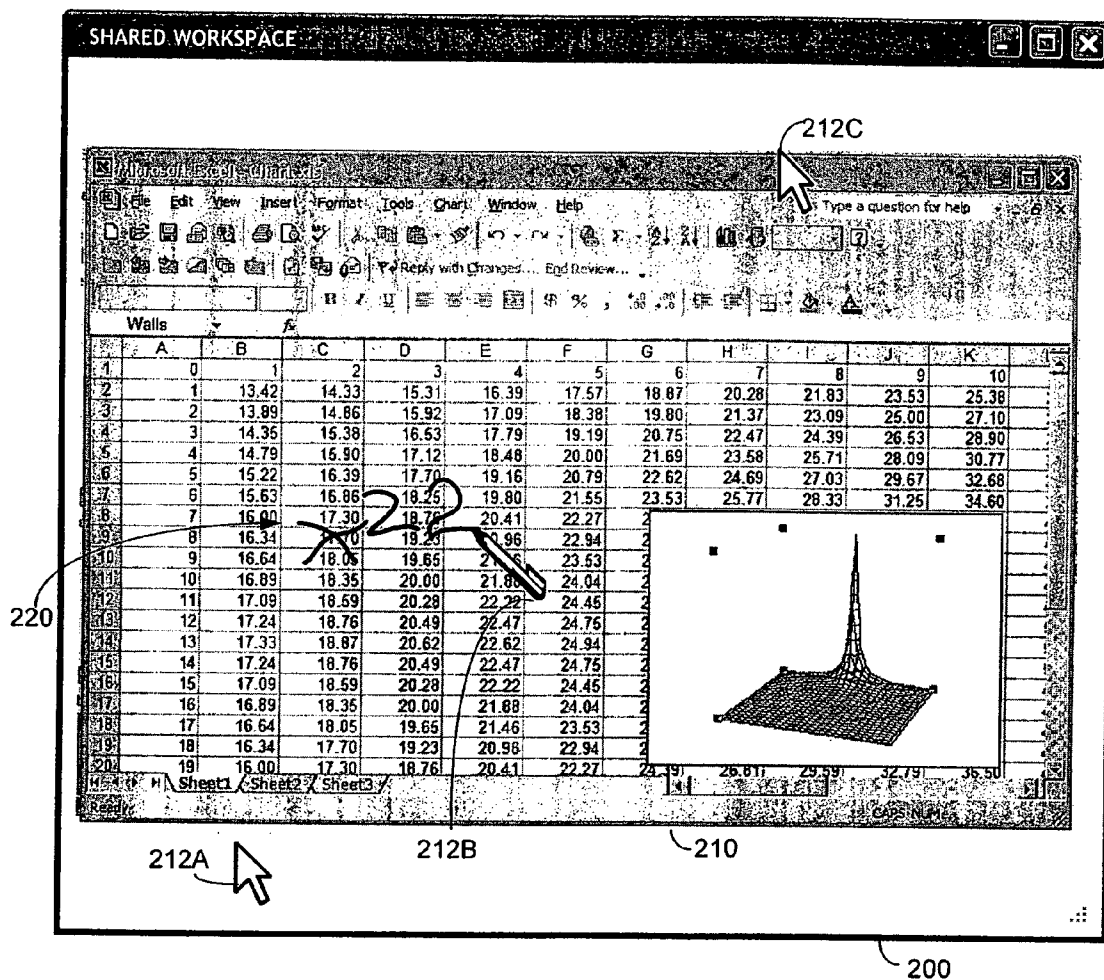 SHARED WORKSPACE
212C
Microsoft Excel - Chart.xls
File Edit View Insert Format Tools Chart Window Help Type a question for help
Reply with Changes... End Review...
B I U $ % ,
Walls fx
A B C D E F G H I J K
1 0 1 2 3 4 5 6 7 8 9 10
2 1 13.42 14.33 15.31 16.39 17.57 18.87 20.28 21.83 23.53 25.38
3 2 13.89 14.86 15.92 17.09 18.38 19.80 21.37 23.09 25.00 27.10
4 3 14.35 15.38 16.53 17.79 19.19 20.75 22.47 24.39 26.53 28.90
5 4 14.79 15.90 17.12 18.48 20.00 21.69 23.58 25.71 28.09 30.77
6 5 15.22 16.39 17.70 19.16 20.79 22.62 24.69 27.03 29.67 32.68
7 6 15.63 16.86 18.25 19.80 21.55 23.53 25.77 28.33 31.25 34.60
8 7 16.00 17.30 18.76 20.41 22.27
x2.2
9 8 16.34 19.23 22.94
10 9 16.64 18.05 19.65 23.53
11 10 16.89 18.35 20.00 21.88 24.04
12 11 17.09 18.59 20.28 22.22 24.45
220
13 12 17.24 18.76 20.49 22.47 24.75
14 13 17.33 18.87 20.62 22.62 24.94
15 14 17.24 18.76 20.49 22.47 24.75
16 15 17.09 18.59 20.28 22.22 24.45
17 16 16.89 18.35 20.00 21.88 24.04
18 17 16.64 18.05 19.65 21.46 23.53
19 18 16.34 17.70 19.23 20.96 22.94
20 19 16.00 17.30 18.76 20.41 22.27 26.81 29.59 32.79 36.50
Sheet1 Sheet2 Sheet3
Ready CAPS NUM
212A 212B 210
200